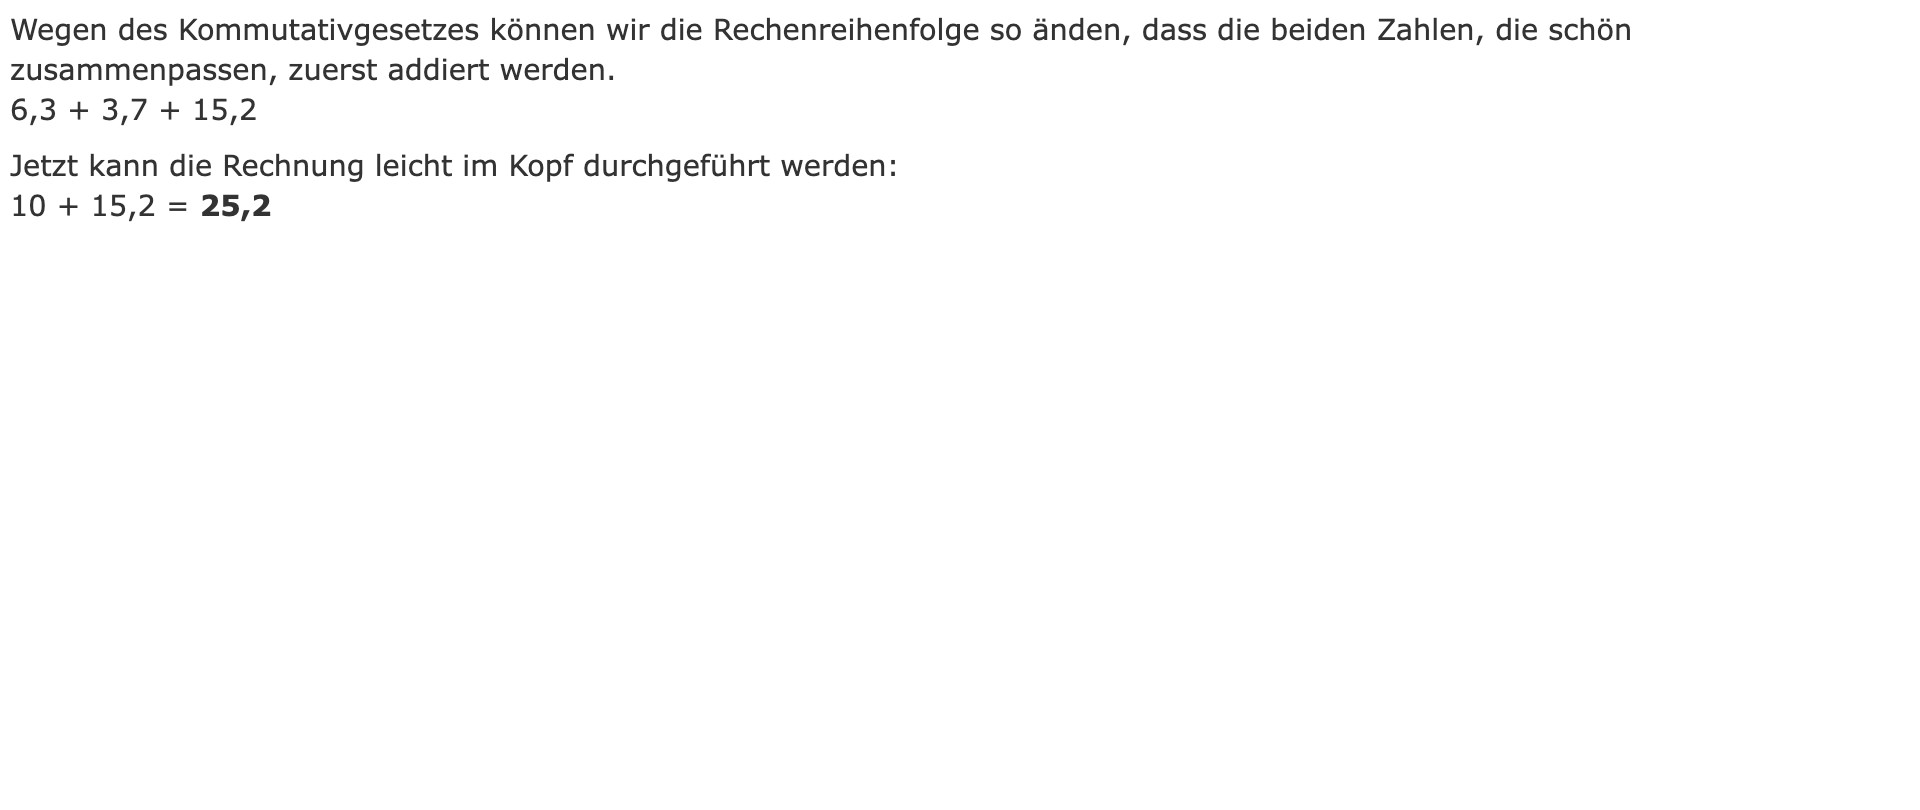 Wegen des Kommutativgesetzes können wir die Rechenreihenfolge so änden, dass die beiden Zahlen, die schön
zusammenpassen, zuerst addiert werden.
6,3 + 3,7 + 15,2
Jetzt kann die Rechnung leicht im Kopf durchgeführt werden:
10 + 15,2 = 25,2